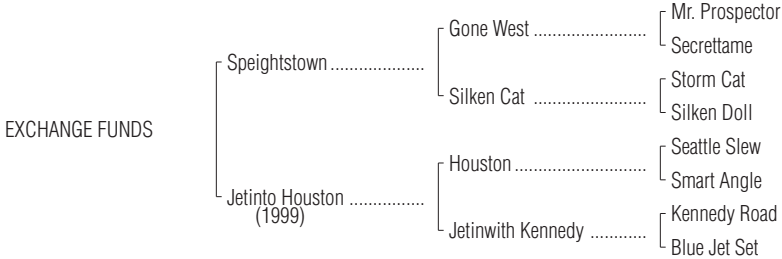 Mr. Prospector
Gone West ........................
Secrettame
Speightstown ....................
Storm Cat
Silken Cat ........................
Silken Doll
EXCHANGE FUNDS
Seattle Slew
Houston ............................
Smart Angle
Jetinto Houston ................
(1999)
Kennedy Road
Jetinwith Kennedy ............
Blue Jet Set